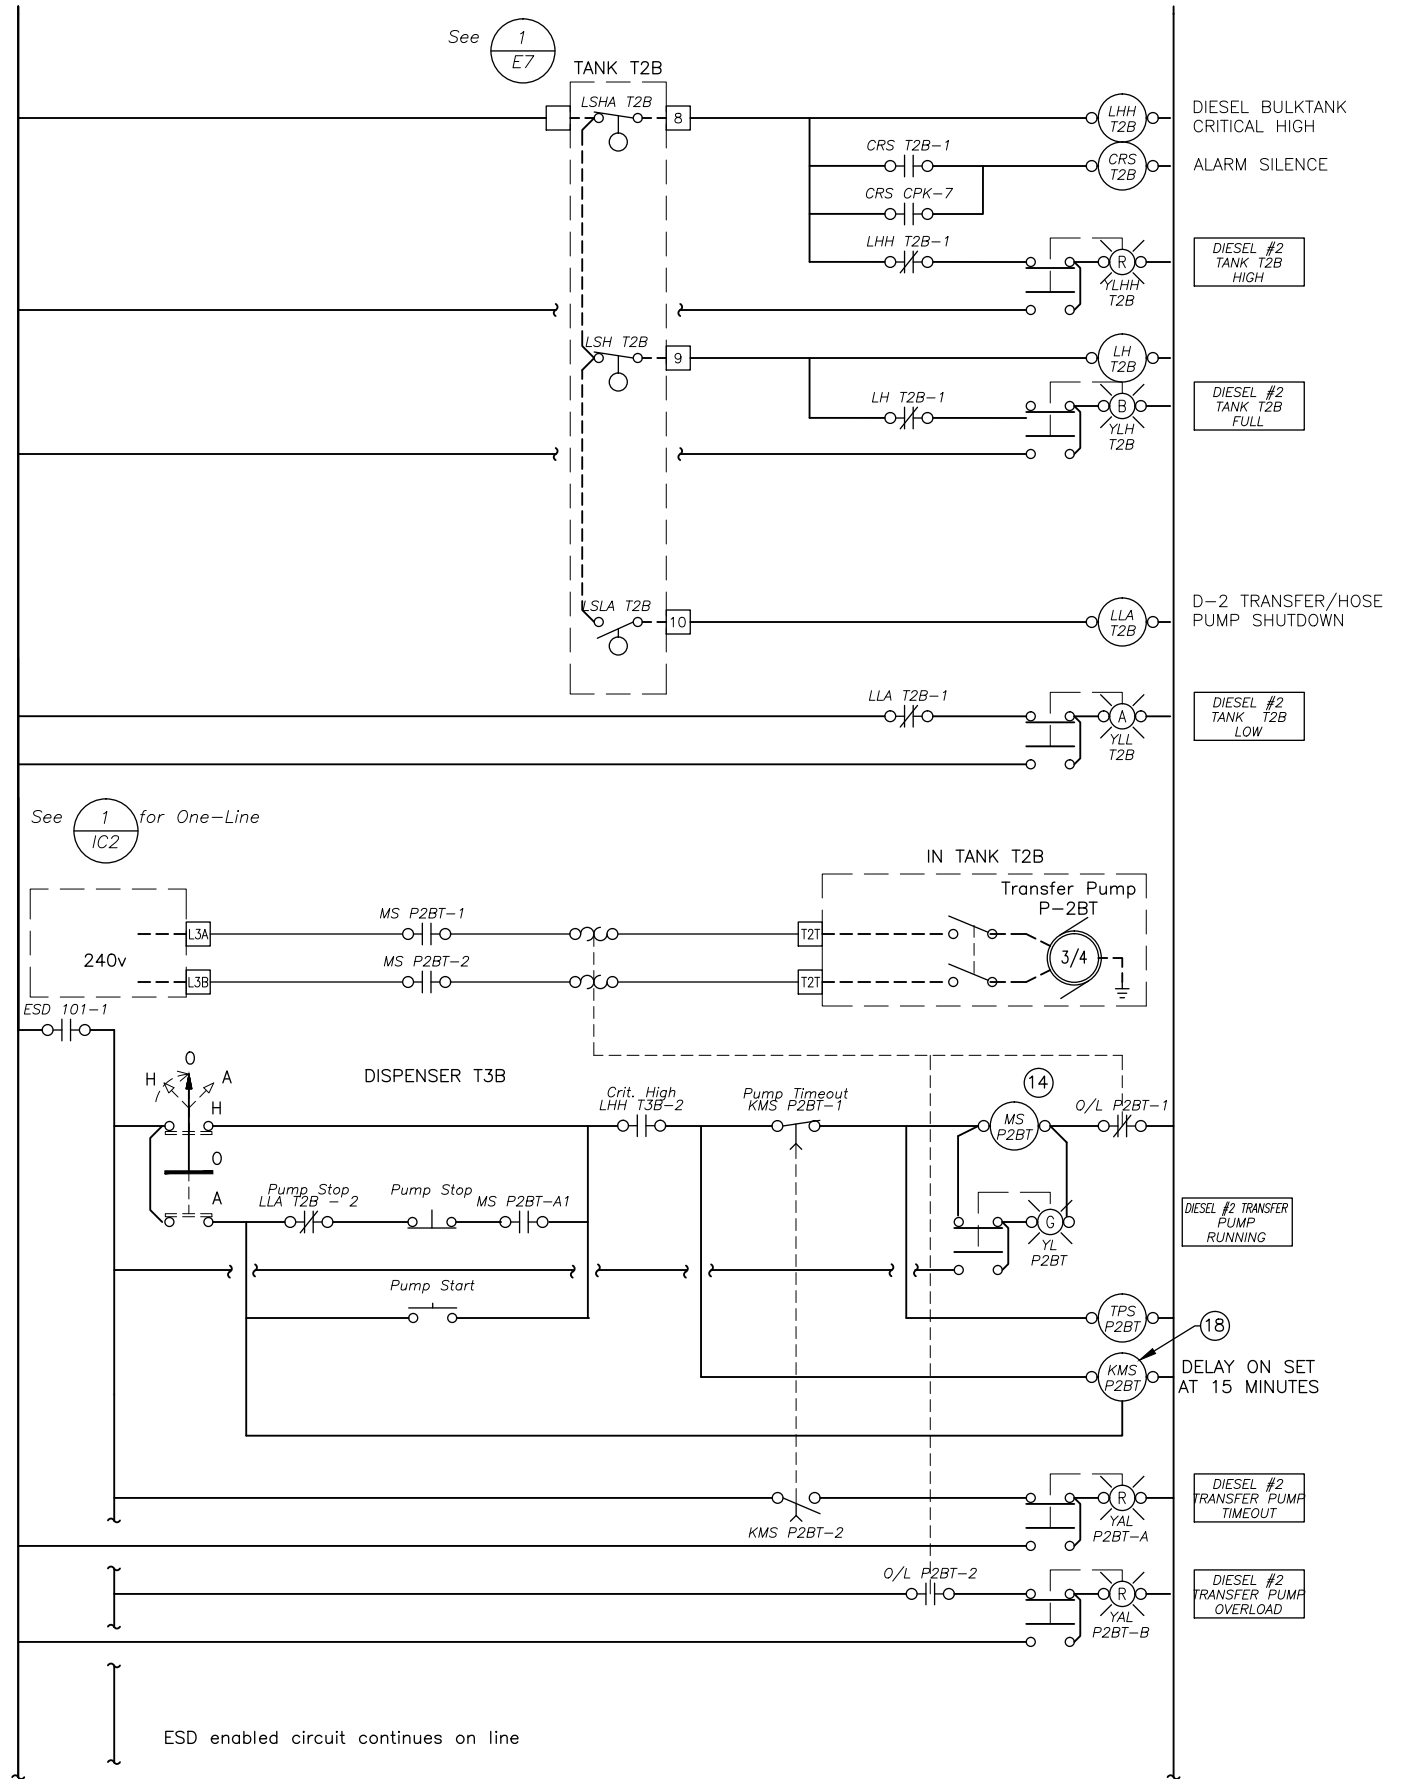 See
1
E7
TANK T2B
LSHA T2B
8
LHH
T2B
DIESEL BULKTANK
CRITICAL HIGH
CRS T2B-1
CRS
T2B
ALARM SILENCE
CRS CPK-7
LHH T2B-1
R
YLHH
T2B
DIESEL #2
TANK T2B
HIGH
LSH T2B
9
LH
T2B
LH T2B-1
B
YLH
T2B
DIESEL #2
TANK T2B
FULL
LSLA T2B
10
LLA
T2B
D-2 TRANSFER/HOSE
PUMP SHUTDOWN
LLA T2B-1
A
YLL
T2B
DIESEL #2
TANK T2B
LOW
See
1
IC2
for One-Line
IN TANK T2B
Transfer Pump
P-2BT
MS P2BT-1
L3A
T2T
3/4
240v
MS P2BT-2
L3B
T2T
ESD 101-1
O
H
A
DISPENSER T3B
14
H
Crit. High
LHH T3B-2
Pump Timeout
KMS P2BT-1
MS
P2BT
O/L P2BT-1
O
A
Pump Stop
LLA T2B - 2
Pump Stop
MS P2BT-A1
G
YL
P2BT
DIESEL #2 TRANSFER
PUMP
RUNNING
Pump Start
TPS
P2BT
18
KMS
P2BT
DELAY ON SET
AT 15 MINUTES
KMS P2BT-2
R
YAL
P2BT-A
DIESEL #2
TRANSFER PUMP
TIMEOUT
O/L P2BT-2
R
YAL
P2BT-B
DIESEL #2
TRANSFER PUMP
OVERLOAD
ESD enabled circuit continues on line